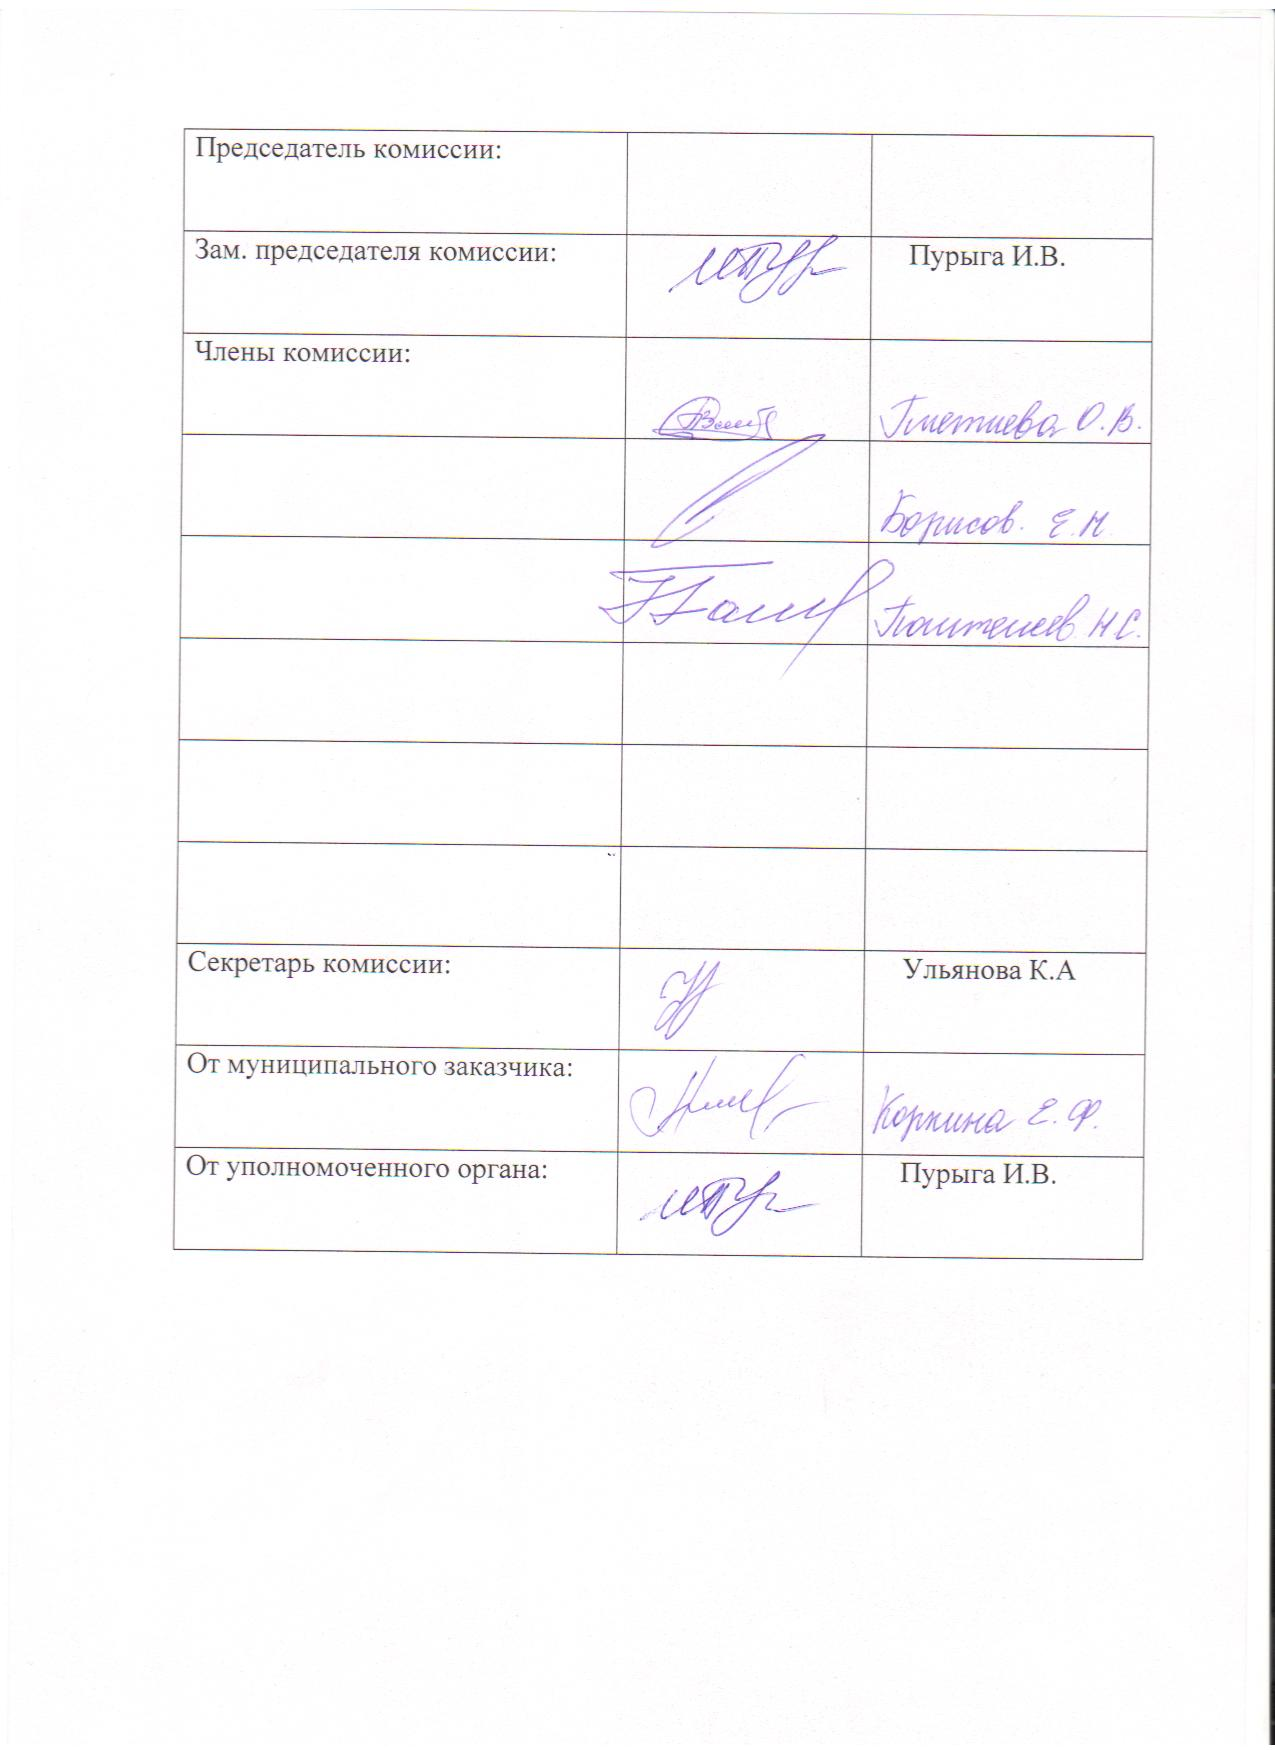 Председатель комиссии:
Зам. председателя комиссии: Пурыга И.В.
Члены комиссии:
О.В.
Борисов. Е.Н.
Н.С.
Секретарь комиссии: Ульянова К.А
От муниципального заказчика: Коркина Е.Ф.
От уполномоченного органа: Пурыга И.В.